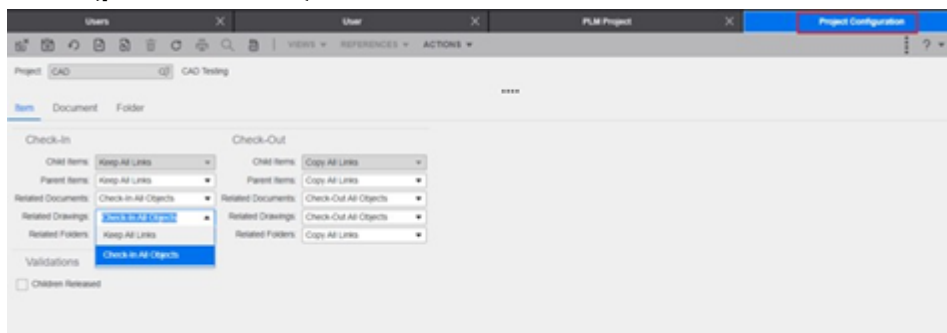 Users User PLM Project Project Configuration
VIEWS REFERENCES ACTIONS ?
Project CAD CAD Testing
Item Document Folder
Check-In Check-Out
Child Items: Keep All Links Child Items: Copy All Links
Parent Items: Keep All Links Parent Items: Copy All Links
Related Documents: Check-In All Objects Related Documents: Check-Out All Objects
Related Drawings: Check-In All Objects Related Drawings: Check-Out All Objects
Related Folders: Keep All Links Related Folders: Copy All Links
Check-In All Objects
Validations
Children Released